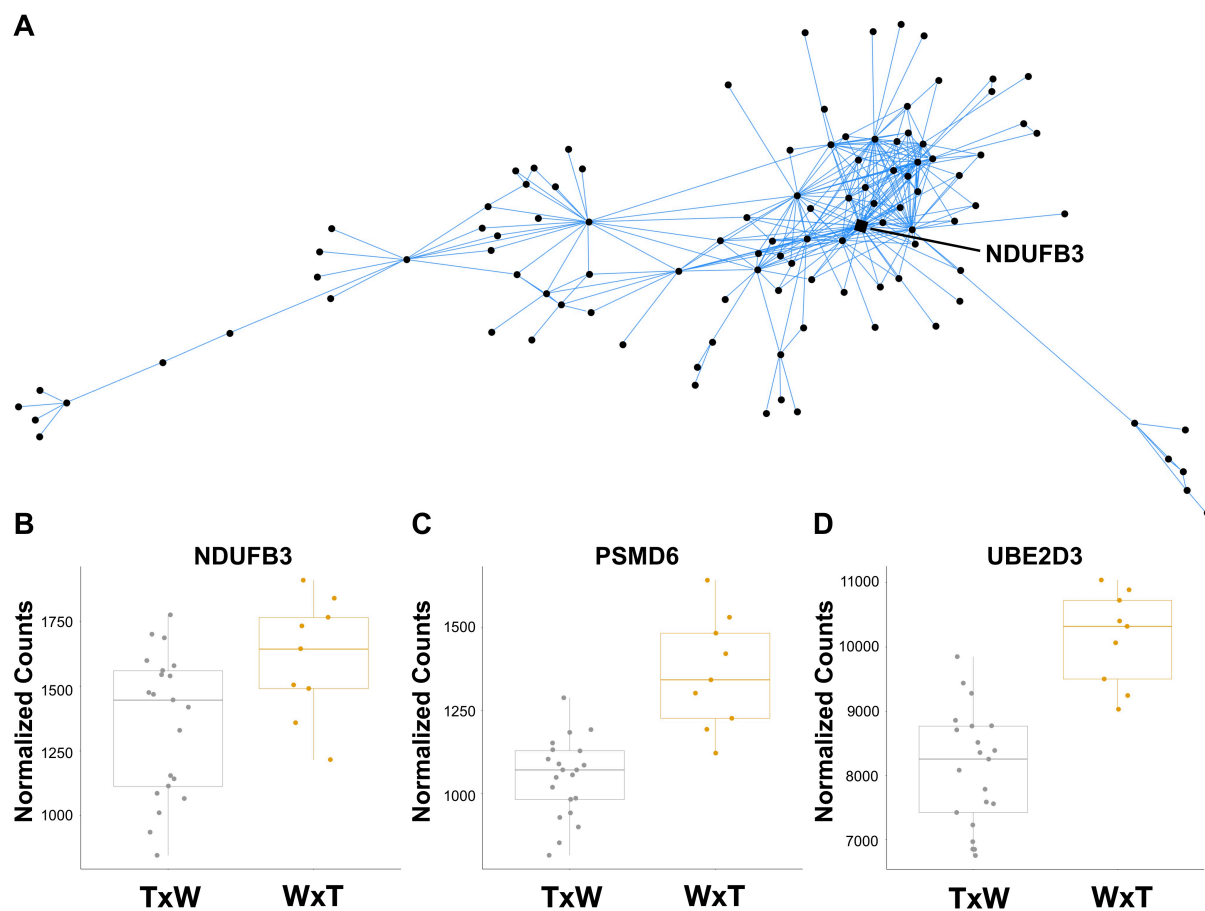 A
NDUFB3
B
C
D
NDUFB3
PSMD6
UBE2D3
Normalized Counts
1750
1500
1250
1000
TxW
WxT
Normalized Counts
1500
1250
1000
TxW
WxT
Normalized Counts
11000
10000
9000
8000
7000
TxW
WxT